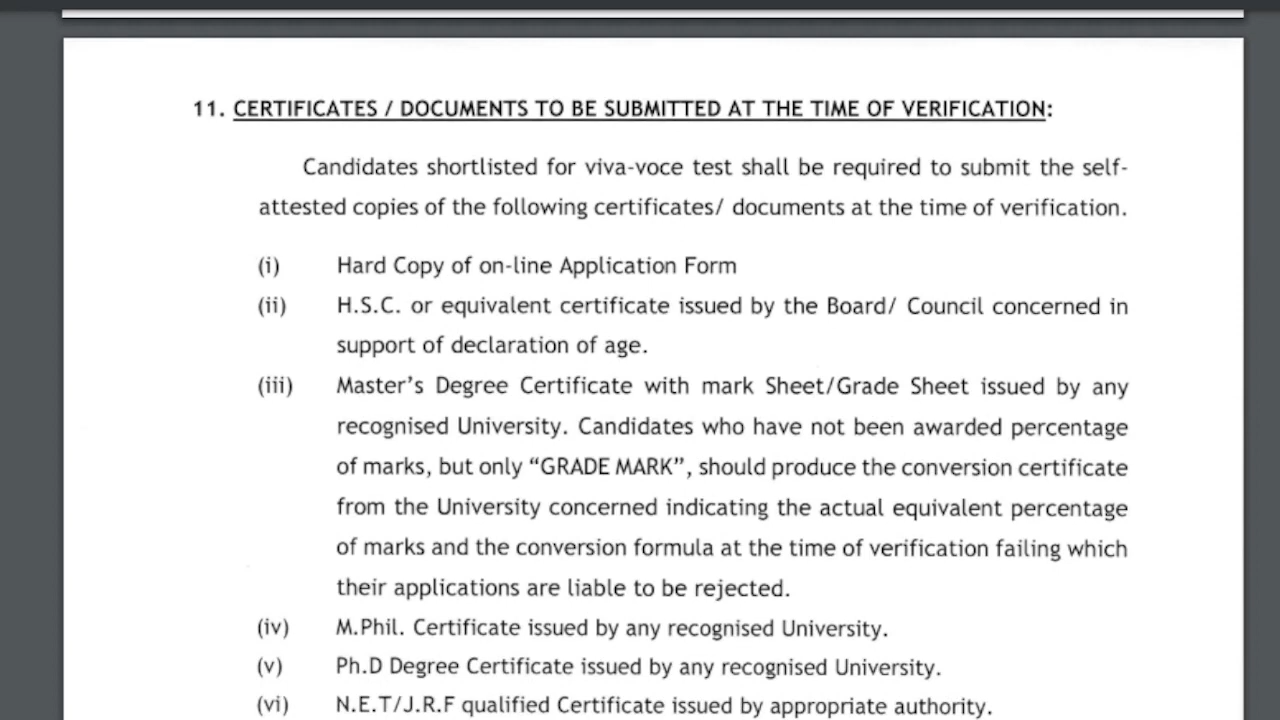 11. CERTIFICATES / DOCUMENTS TO BE SUBMITTED AT THE TIME OF VERIFICATION:
Candidates shortlisted for viva-voce test shall be required to submit the self-
attested copies of the following certificates/ documents at the time of verification.
(i) Hard Copy of on-line Application Form
(ii) H.S.C. or equivalent certificate issued by the Board/ Council concerned in
support of declaration of age.
(iii) Master's Degree Certificate with mark Sheet/Grade Sheet issued by any
recognised University. Candidates who have not been awarded percentage
of marks, but only “GRADE MARK”, should produce the conversion certificate
from the University concerned indicating the actual equivalent percentage
of marks and the conversion formula at the time of verification failing which
their applications are liable to be rejected.
(iv) M.Phil. Certificate issued by any recognised University.
(v) Ph.D Degree Certificate issued by any recognised University.
(vi) N.E.T/J.R.F qualified Certificate issued by appropriate authority.